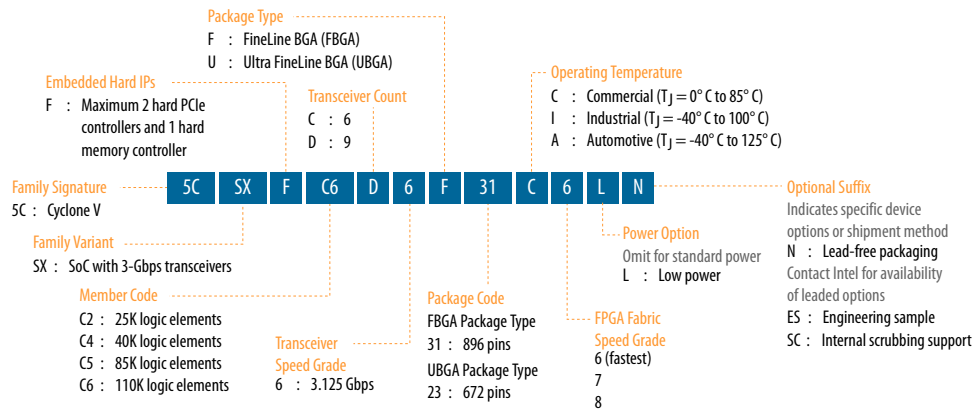 Package Type
F : FineLine BGA (FBGA)
U : Ultra FineLine BGA (UBGA)
Embedded Hard IPs
F : Maximum 2 hard PCIe
controllers and 1 hard
memory controller
Transceiver Count
C : 6
D : 9
Operating Temperature
C : Commercial (TJ = 0° C to 85° C)
I : Industrial (TJ = -40° C to 100° C)
A : Automotive (TJ = -40° C to 125° C)
Family Signature
5C : Cyclone V
5C SX F C6 D 6 F 31 C 6 L N
Optional Suffix
Indicates specific device
options or shipment method
N : Lead-free packaging
Contact Intel for availability
of leaded options
ES : Engineering sample
SC : Internal scrubbing support
Family Variant
SX : SoC with 3-Gbps transceivers
Power Option
Omit for standard power
L : Low power
Member Code
C2 : 25K logic elements
C4 : 40K logic elements
C5 : 85K logic elements
C6 : 110K logic elements
Transceiver
Speed Grade
6 : 3.125 Gbps
Package Code
FBGA Package Type
31 : 896 pins
UBGA Package Type
23 : 672 pins
FPGA Fabric
Speed Grade
6 (fastest)
7
8